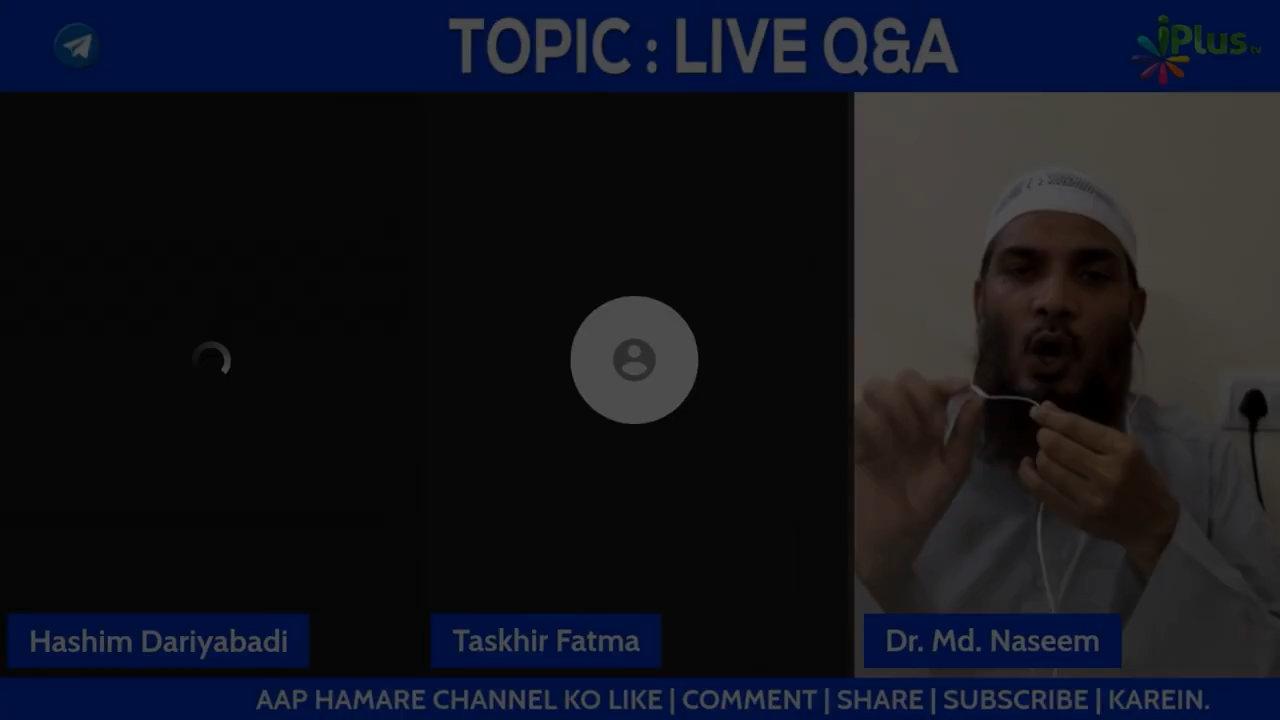 TOPIC : LIVE Q&A
iPlus tv
Hashim Dariyabadi
Taskhir Fatma
Dr. Md. Naseem
AAP HAMARE CHANNEL KO LIKE | COMMENT | SHARE | SUBSCRIBE | KAREIN.